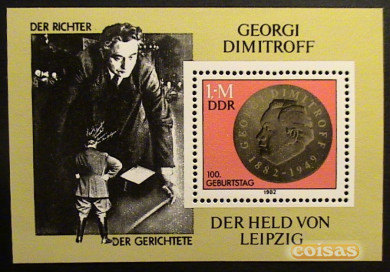 DER RICHTER
GEORGI
DIMITROFF
1.-M
DDR
GEORGI DIMITROFF
1882-1949
100.
GEBURTSTAG
1982
DER GERICHTETE
DER HELD VON
LEIPZIG
coisas